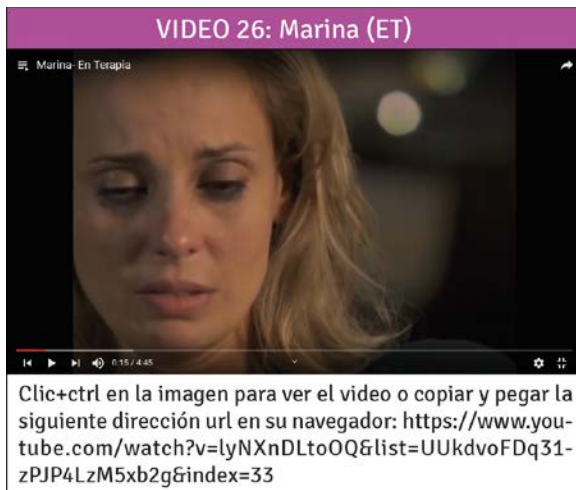 VIDEO 26: Marina (ET)
Marina- En Terapia
0:15 / 4:45
Clic+ctrl en la imagen para ver el video o copiar y pegar la
siguiente dirección url en su navegador: https://www.you-
tube.com/watch?v=lyNXnDLtoOQ&list=UUkdvoFDq31-
zPJP4LzM5xb2g&index=33